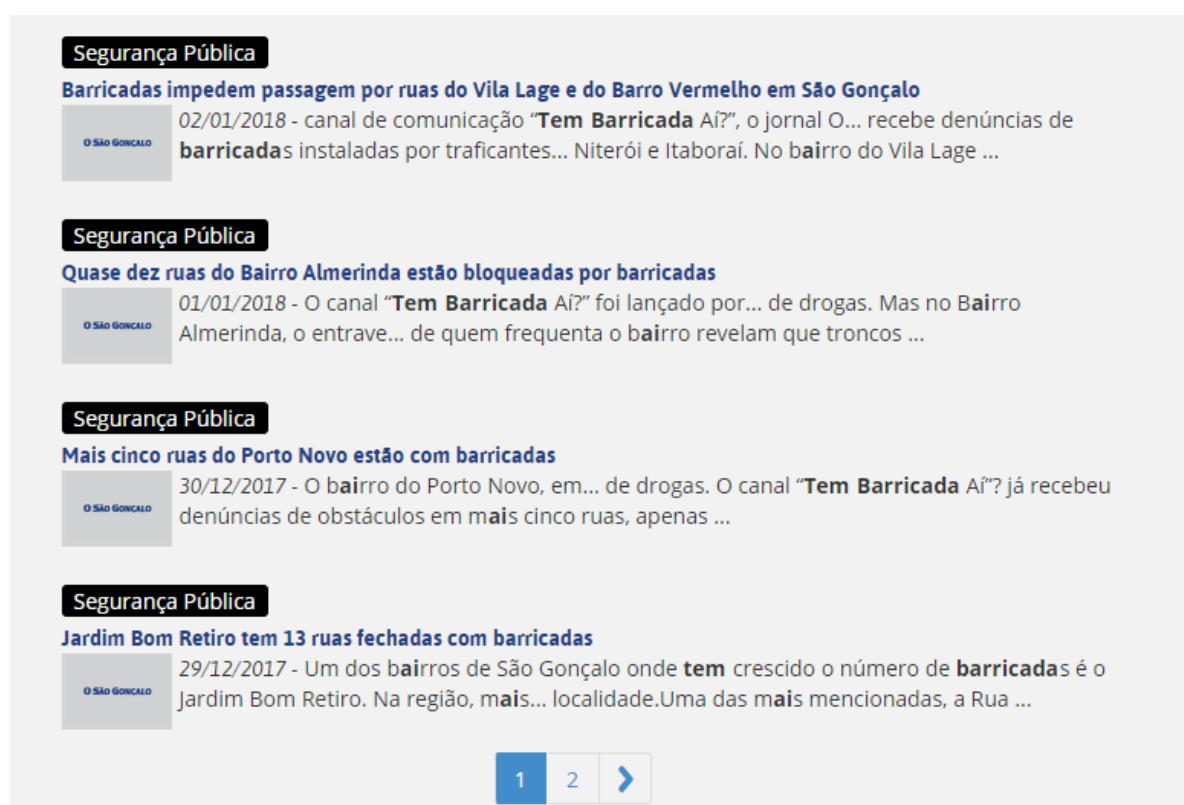 Segurança Pública
Barricadas impedem passagem por ruas do Vila Lage e do Barro Vermelho em São Gonçalo
O SÃO GONÇALO
02/01/2018 - canal de comunicação “Tem Barricada Aí?”, o jornal O... recebe denúncias de
barricadas instaladas por traficantes... Niterói e Itaboraí. No bairro do Vila Lage ...
Segurança Pública
Quase dez ruas do Bairro Almerinda estão bloqueadas por barricadas
O SÃO GONÇALO
01/01/2018 - O canal “Tem Barricada Aí?” foi lançado por... de drogas. Mas no Bairro
Almerinda, o entrave... de quem frequenta o bairro revelam que troncos ...
Segurança Pública
Mais cinco ruas do Porto Novo estão com barricadas
O SÃO GONÇALO
30/12/2017 - O bairro do Porto Novo, em... de drogas. O canal “Tem Barricada Aí”? já recebeu
denúncias de obstáculos em mais cinco ruas, apenas ...
Segurança Pública
Jardim Bom Retiro tem 13 ruas fechadas com barricadas
O SÃO GONÇALO
29/12/2017 - Um dos bairros de São Gonçalo onde tem crescido o número de barricadas é o
Jardim Bom Retiro. Na região, mais... localidade.Uma das mais mencionadas, a Rua ...
1 2